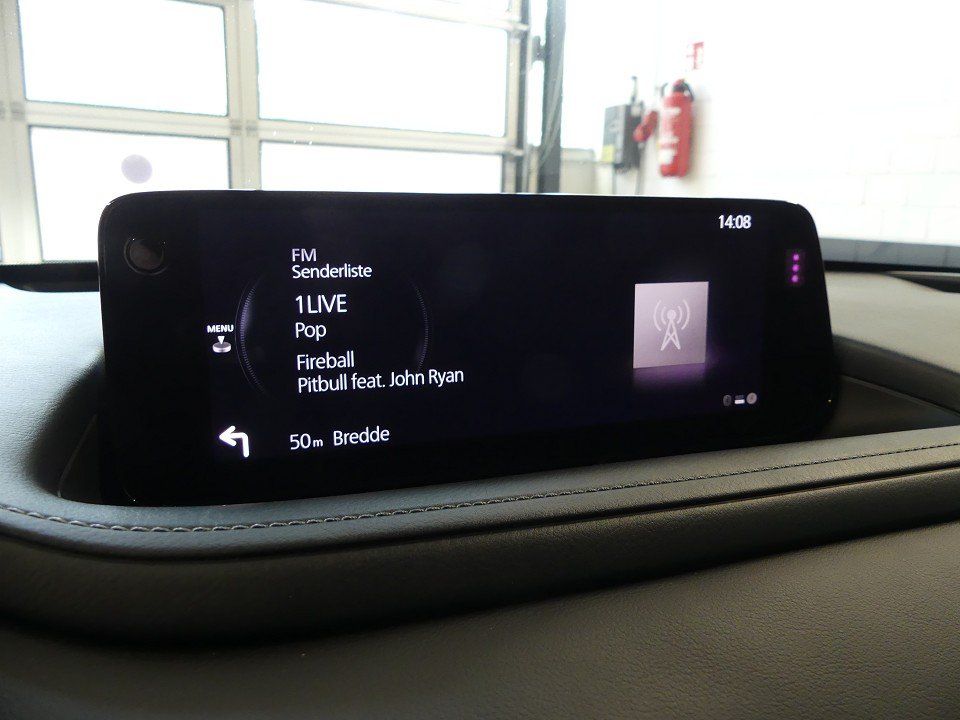 14:08
FM
Senderliste
1LIVE
Pop
MENU
Fireball
Pitbull feat. John Ryan
50m Bredde